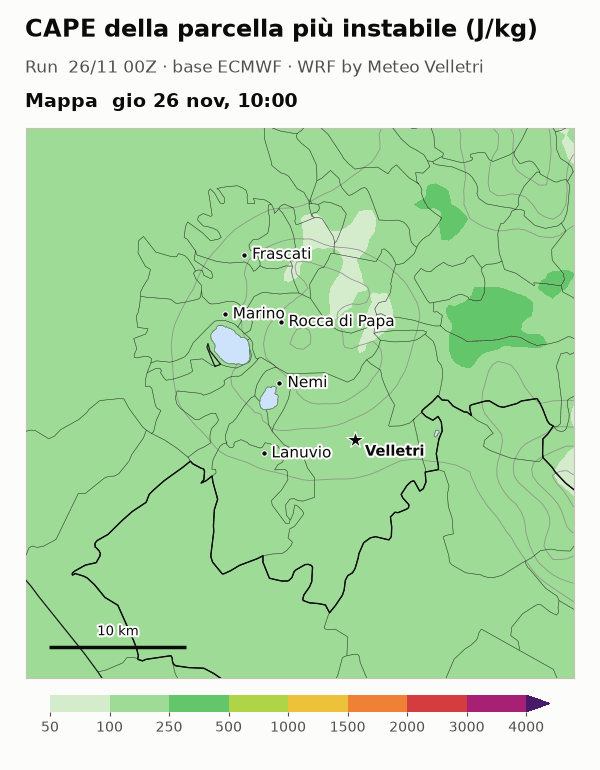 CAPE della parcella più instabile (J/kg)
Run  26/11 00Z · base ECMWF · WRF by Meteo Velletri
Mappa  gio 26 nov, 10:00
Frascati
Marino
Rocca di Papa
Nemi
Velletri
Lanuvio
10 km
50 100 250 500 1000 1500 2000 3000 4000